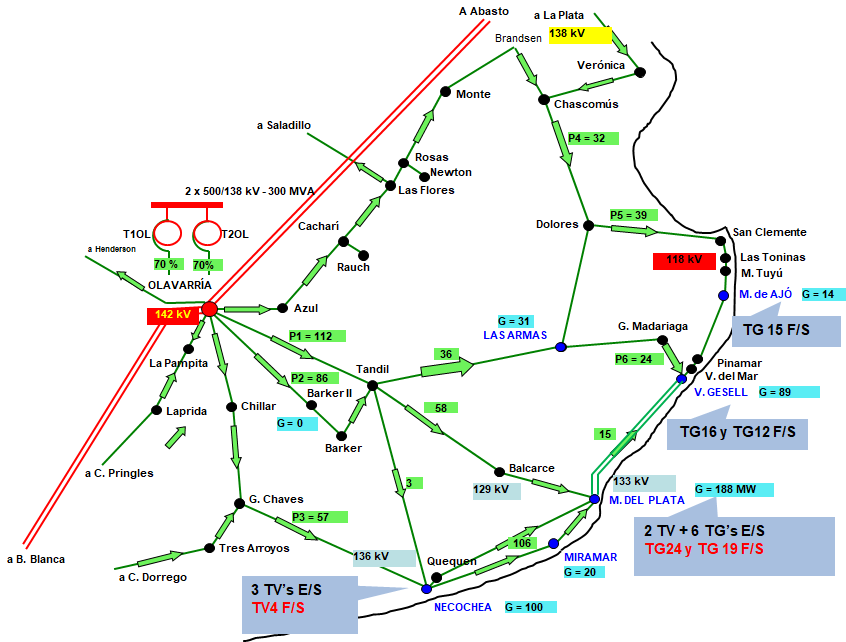 A Abasto
a La Plata
Brandsen
138 kV
Verónica
Monte
Chascomús
a Saladillo
P4 = 32
Rosas
Newton
Las Flores
2 x 500/138 kV - 300 MVA
Cacharí
Dolores
P5 = 39
San Clemente
T1OL
T2OL
a Henderson
Rauch
118 kV
Las Toninas
M. Tuyú
70 %
70%
OLAVARRÍA
M. de AJÓ
G = 14
142 kV
Azul
G = 31
LAS ARMAS
G. Madariaga
TG 15 F/S
P1 = 112
La Pampita
36
P6 = 24
Pinamar
V. del Mar
Tandil
P2 = 86
Barker II
V. GESELL
G = 89
Laprida
Chillar
58
G = 0
TG16 y TG12 F/S
15
Barker
a C. Pringles
Balcarce
3
129 kV
133 kV
G = 188 MW
M. DEL PLATA
G. Chaves
P3 = 57
2 TV + 6 TG's E/S
TG24 y TG 19 F/S
106
Tres Arroyos
136 kV
a B. Blanca
Quequen
MIRAMAR
G = 20
a C. Dorrego
3 TV's E/S
TV4 F/S
NECOCHEA
G = 100